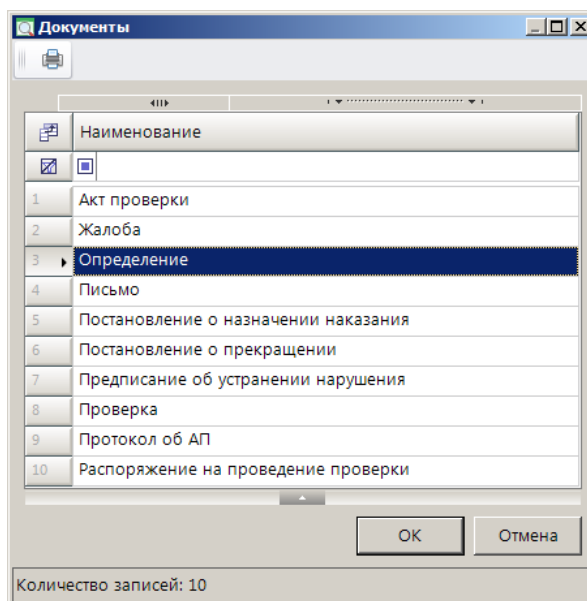 Документы
Наименование
1 Акт проверки
2 Жалоба
3 Определение
4 Письмо
5 Постановление о назначении наказания
6 Постановление о прекращении
7 Предписание об устранении нарушения
8 Проверка
9 Протокол об АП
10 Распоряжение на проведение проверки
ОК Отмена
Количество записей: 10